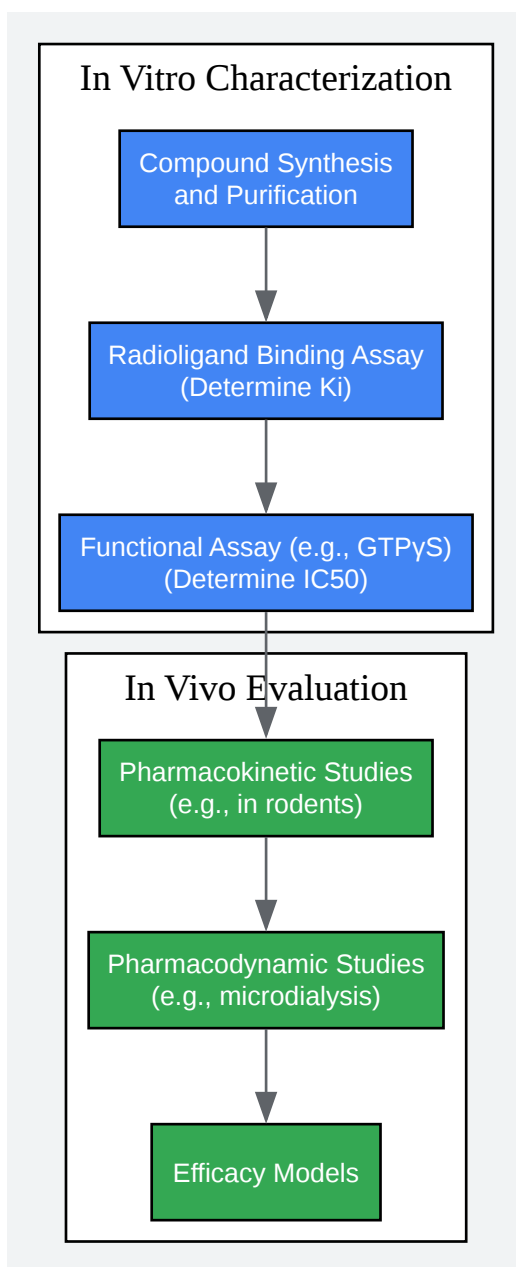 In Vitro Characterization
Compound Synthesis
and Purification
Radioligand Binding Assay
(Determine Ki)
Functional Assay (e.g., GTPγS)
(Determine IC50)
In Vivo Evaluation
Pharmacokinetic Studies
(e.g., in rodents)
Pharmacodynamic Studies
(e.g., microdialysis)
Efficacy Models